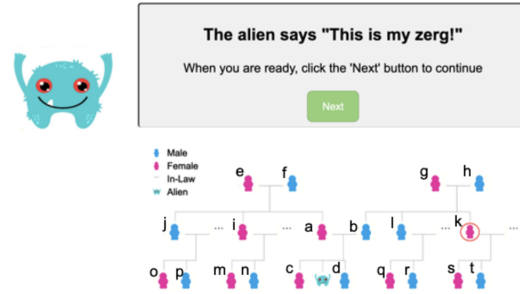 The alien says "This is my zerg!"
When you are ready, click the 'Next' button to continue
Next
Male
Female
In-Law
Alien
e f g h
j ... i ... a b l ... k ...
o p m n c d q r s t